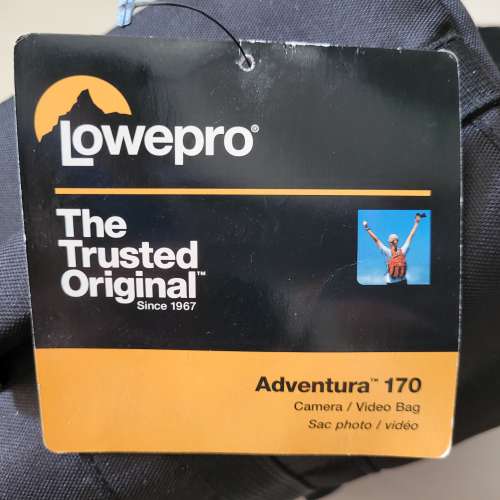 Lowepro®
The
Trusted
Original™
Since 1967
Adventura™ 170
Camera / Video Bag
Sac photo / vidéo